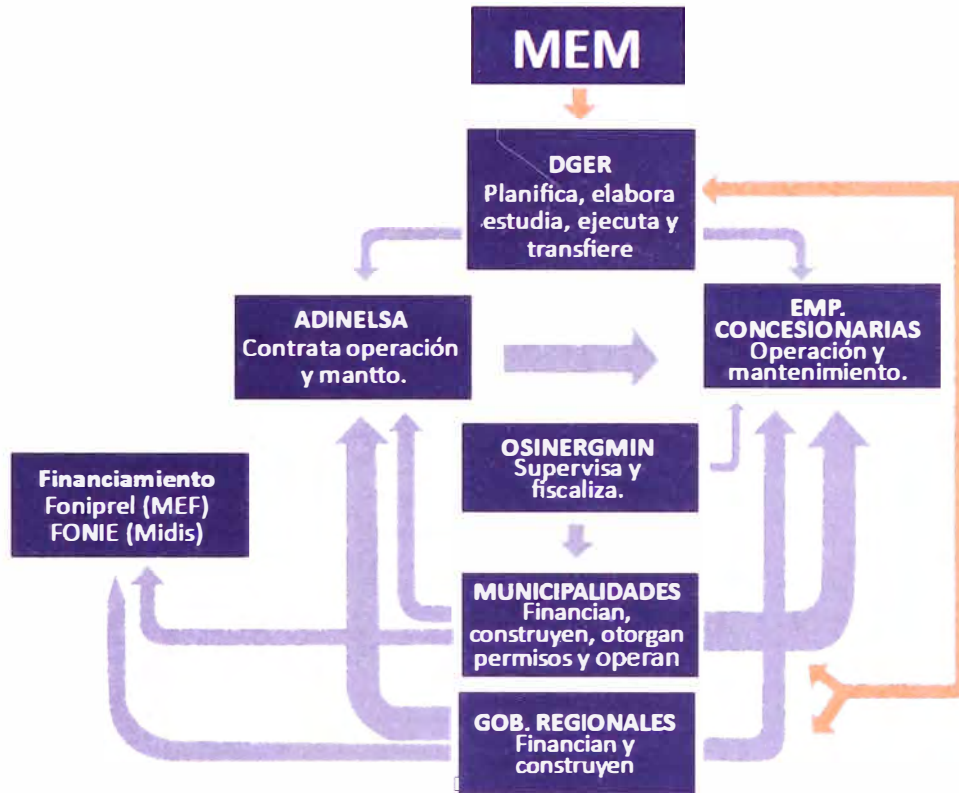 MEM
DGER
Planifica, elabora
estudia, ejecuta y
transfiere
ADINELSA
Contrata operación
y mantto.
EMP.
CONCESIONARIAS
Operación y
mantenimiento.
OSINERGMIN
Supervisa y
fiscaliza.
Financiamiento
Foniprel (MEF)
FONIE (Midis)
MUNICIPALIDADES
Financian,
construyen, otorgan
permisos y operan
GOB. REGIONALES
Financian y
construyen